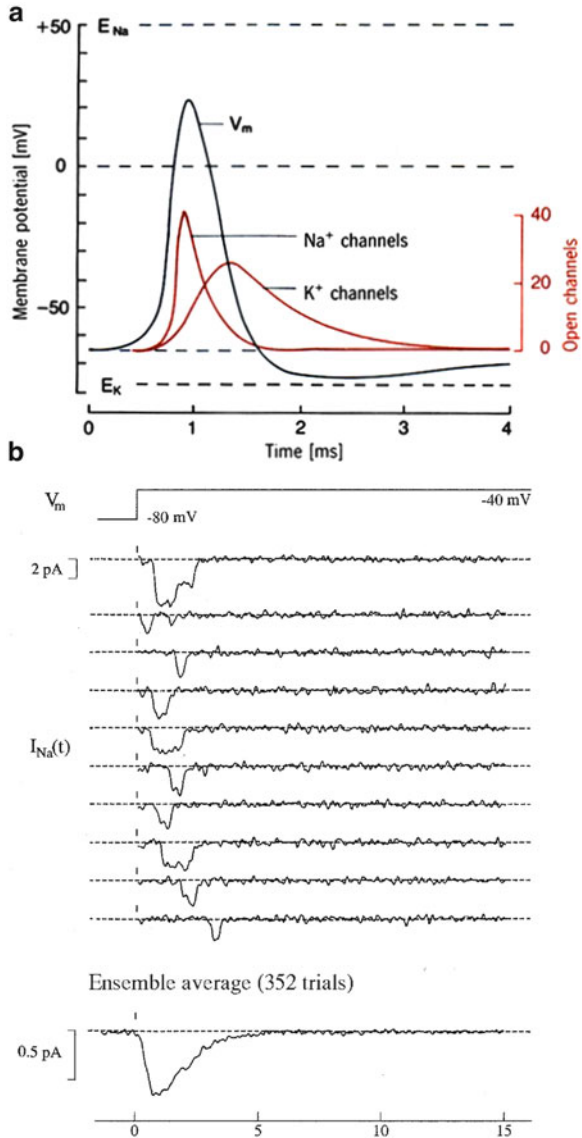 a
+50
E Na
Membrane potential [mV]
0
−50
V m
Na+ channels
K+ channels
40
20
0
Open channels
E K
0
1
2
3
4
Time [ms]
b
V m
-80 mV
-40 mV
2 pA
I Na (t)
Ensemble average (352 trials)
0.5 pA
0
5
10
15